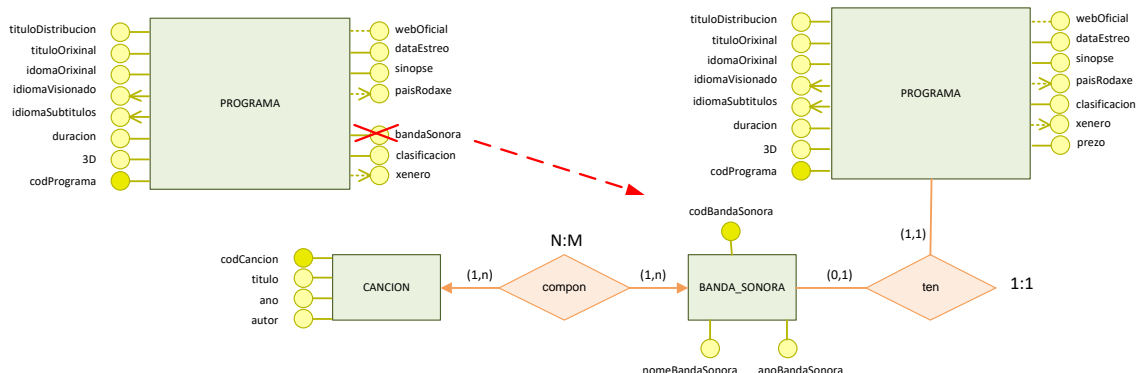 tituloDistribucion
tituloOrixinal
idomaOrixinal
idiomaVisionado
idiomaSubtitulos
duracion
3D
codPrograma
PROGRAMA
webOficial
dataEstreo
sinopse
paisRodaxe
bandaSonora
clasificacion
xenero
tituloDistribucion
tituloOrixinal
idomaOrixinal
idiomaVisionado
idiomaSubtitulos
duracion
3D
codPrograma
PROGRAMA
webOficial
dataEstreo
sinopse
paisRodaxe
clasificacion
xenero
prezo
codBandaSonora
(1,1)
N:M
codCancion
titulo
ano
autor
CANCION
(1,n)
compon
(1,n)
BANDA_SONORA
(0,1)
ten
1:1
nomeBandaSonora
anoBandaSonora